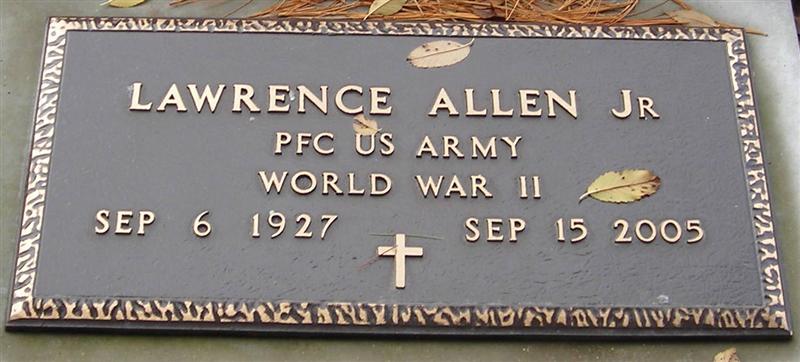 LAWRENCE ALLEN JR
PFC US ARMY
WORLD WAR II
SEP 6 1927 SEP 15 2005